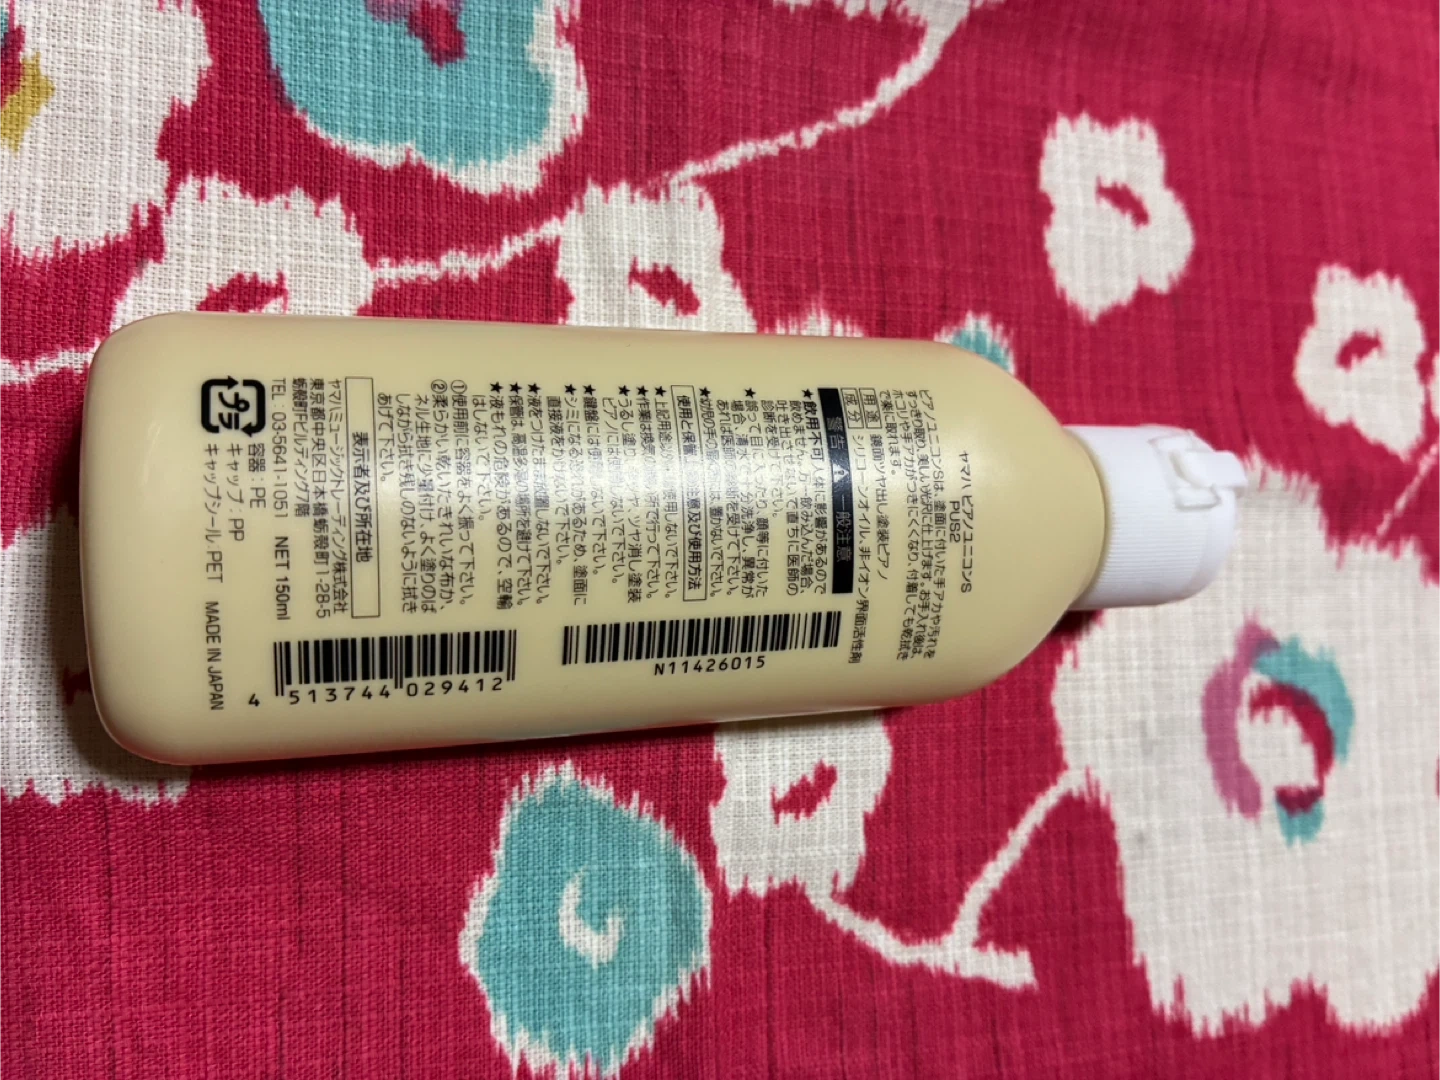 ヤマハ ピアノユニコンS
PUS2
ピアノユニコンSは、塗面に付いた手アカや汚れを
すっきり取り、美しい光沢に仕上げます。お手入れ後は、
ホコリや手アカがつきにくくなり、付着しても乾拭き
で楽に取れます。
用途 鏡面ツヤ出し塗装ピアノ
成分 シリコーンオイル、非イオン界面活性剤
警告 一般注意
★飲用不可 人体に影響があるので
飲めません。万一飲み込んだ場合、
吐き出させないで直ちに医師の
診断を受けて下さい。
★誤って目に入ったり、顔等に付いた
場合、清水で十分洗浄し、異常が
あれば医師の診断を受けて下さい。
★幼児の手の届く所には置かないで下さい。
使用と保管上の注意及び使用方法
★上記用途以外には使用しないで下さい。
★作業は換気の良い所で行って下さい。
★つるし塗り、ツヤ消し塗装
ピアノには使用しないで下さい。
★鍵盤には使用しないで下さい。
★シミになる恐れがあるため、塗面に
直接液をかけないで下さい。
★液をつけたまま放置しないで下さい。
★保管は、高温多湿の場所を避けて下さい。
★液もれの危険があるので、空輸
はしないで下さい。
①使用前に容器をよく振って下さい。
②柔らかい乾いたきれいな布か、
ネル生地に少量付け、よく塗りのば
しながら拭き残しのないように拭き
あげて下さい。
表示者及び所在地
ヤマハミュージックトレーディング株式会社
東京都中央区日本橋蛎殻町1-28-5
蛎殻町Fビルディング7階
TEL 03-5641-1051 NET 150ml
プラ
容器：PE
キャップ：PP
キャップシール：PET MADE IN JAPAN
N11426015
4 513744 029412